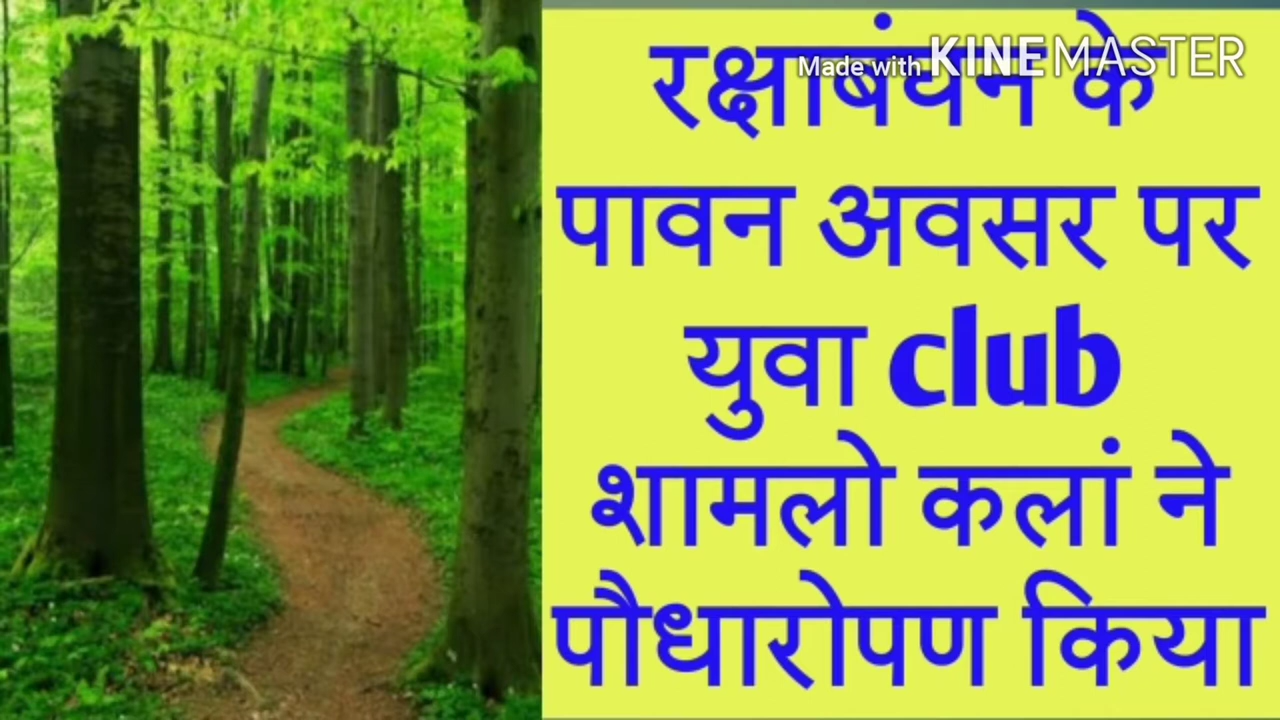 Made with KINEMASTER
रक्षाबंधन के
पावन अवसर पर
युवा club
शामलो कलां ने
पौधारोपण किया